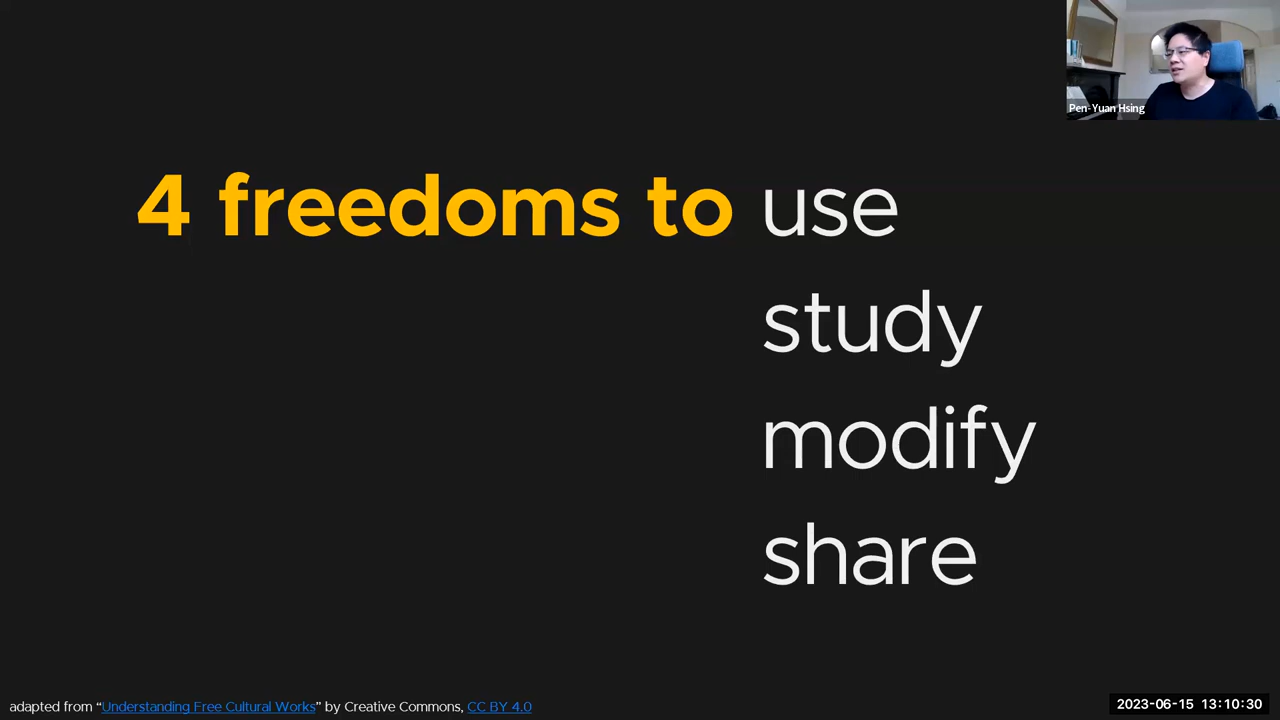 Pen-Yuan Hsing
4 freedoms to use
study
modify
share
adapted from “Understanding Free Cultural Works” by Creative Commons, CC BY 4.0
2023-06-15 13:10:30